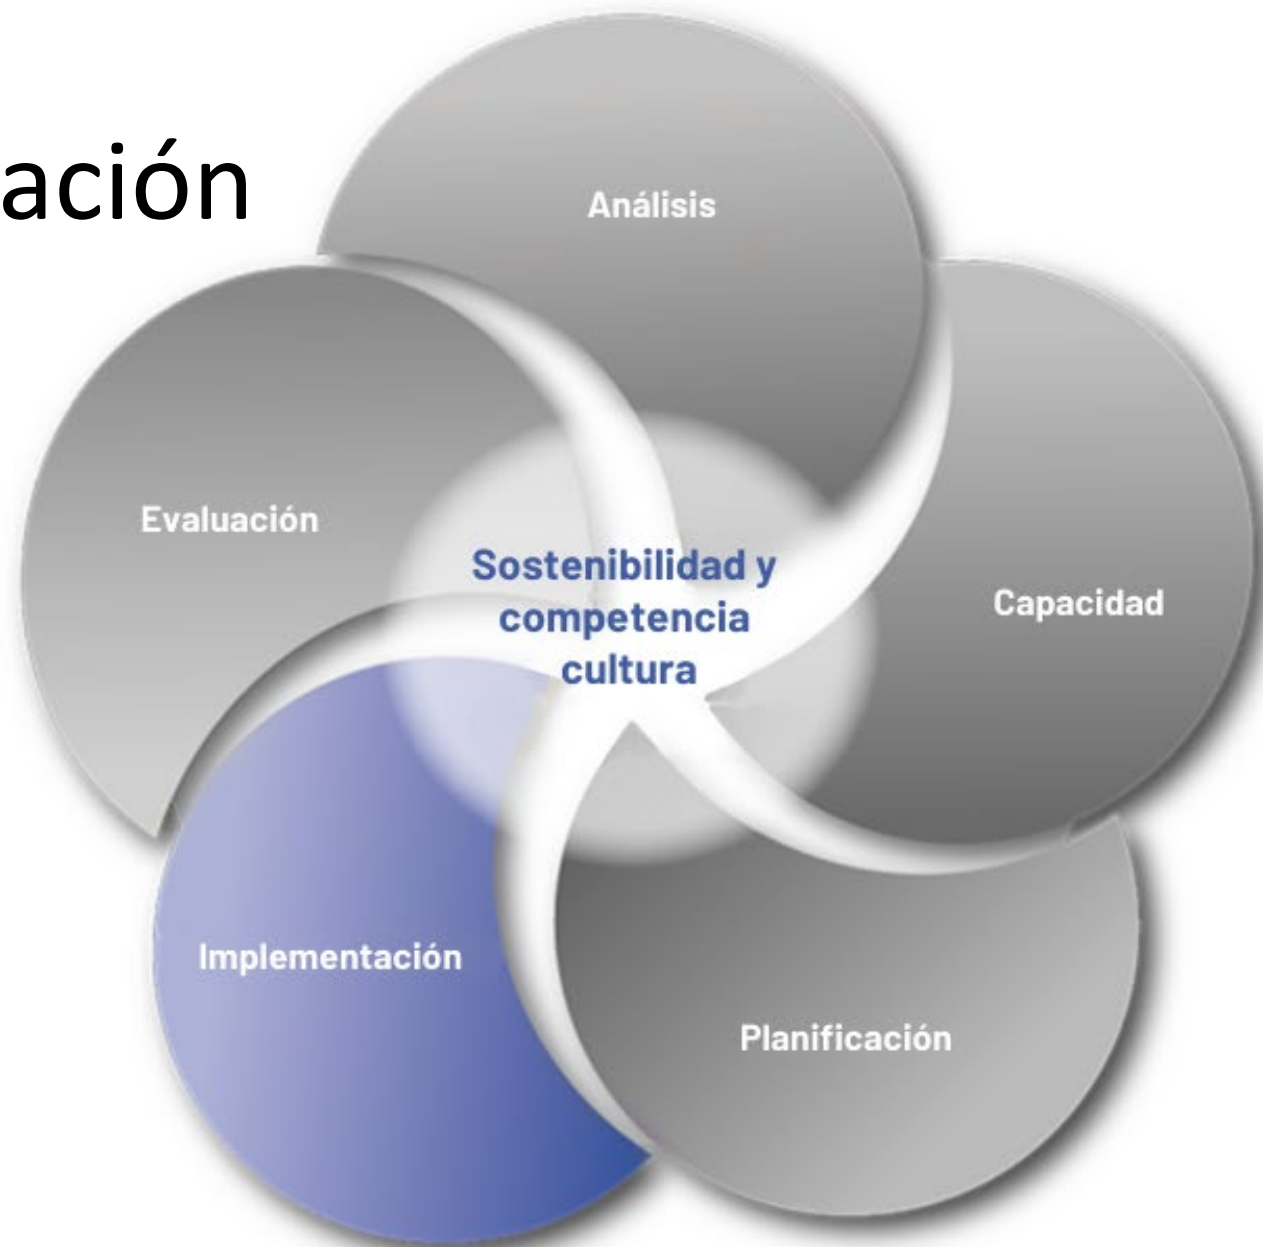 ación
Análisis
Evaluación
Sostenibilidad y
competencia
cultura
Capacidad
Implementación
Planificación